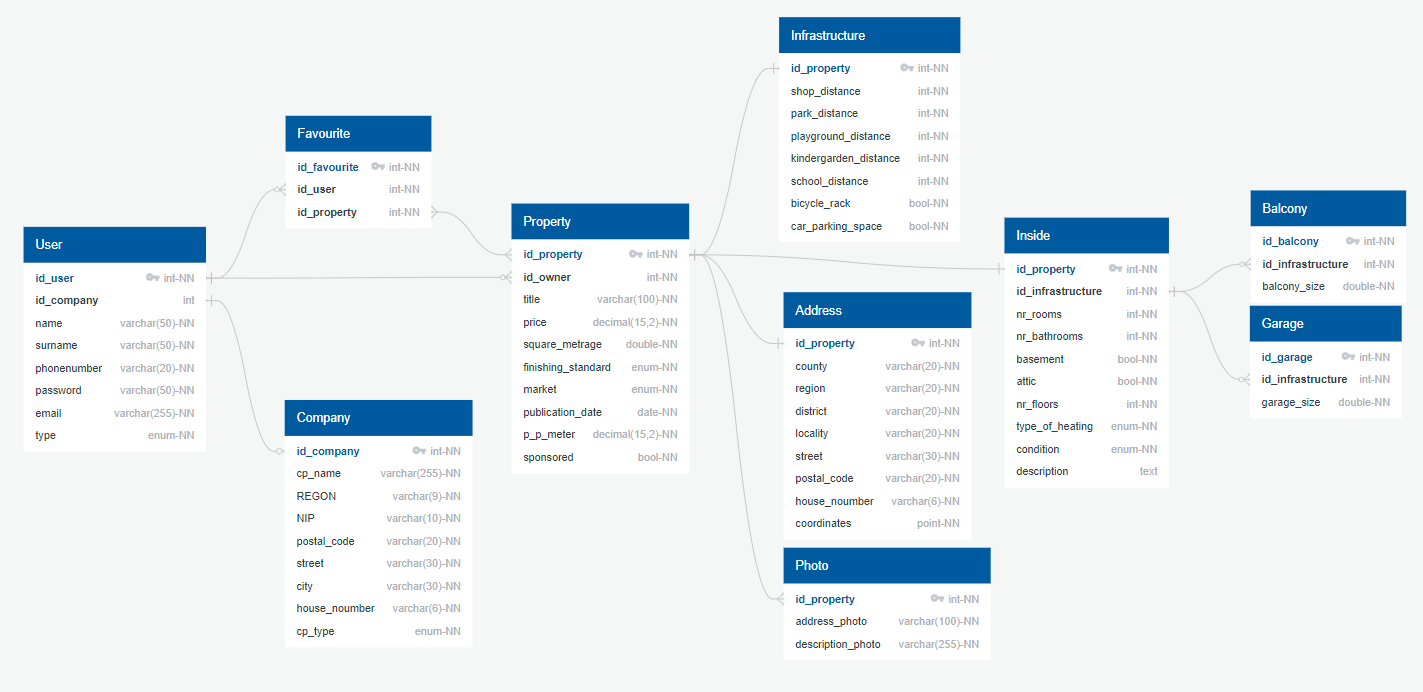 User
id_user int-NN
id_company int
name varchar(50)-NN
surname varchar(50)-NN
phonenumber varchar(20)-NN
password varchar(50)-NN
email varchar(255)-NN
type enum-NN
Favourite
id_favourite int-NN
id_user int-NN
id_property int-NN
Company
id_company int-NN
cp_name varchar(255)-NN
REGON varchar(9)-NN
NIP varchar(10)-NN
postal_code varchar(20)-NN
street varchar(30)-NN
city varchar(30)-NN
house_noumber varchar(6)-NN
cp_type enum-NN
Property
id_property int-NN
id_owner int-NN
title varchar(100)-NN
price decimal(15,2)-NN
square_metrage double-NN
finishing_standard enum-NN
market enum-NN
publication_date date-NN
p_p_meter decimal(15,2)-NN
sponsored bool-NN
Infrastructure
id_property int-NN
shop_distance int-NN
park_distance int-NN
playground_distance int-NN
kindergarden_distance int-NN
school_distance int-NN
bicycle_rack bool-NN
car_parking_space bool-NN
Address
id_property int-NN
county varchar(20)-NN
region varchar(20)-NN
district varchar(20)-NN
locality varchar(20)-NN
street varchar(30)-NN
postal_code varchar(20)-NN
house_noumber varchar(6)-NN
coordinates point-NN
Photo
id_property int-NN
address_photo varchar(100)-NN
description_photo varchar(255)-NN
Inside
id_property int-NN
id_infrastructure int-NN
nr_rooms int-NN
nr_bathrooms int-NN
basement bool-NN
attic bool-NN
nr_floors int-NN
type_of_heating enum-NN
condition enum-NN
description text
Balcony
id_balcony int-NN
id_infrastructure int-NN
balcony_size double-NN
Garage
id_garage int-NN
id_infrastructure int-NN
garage_size double-NN